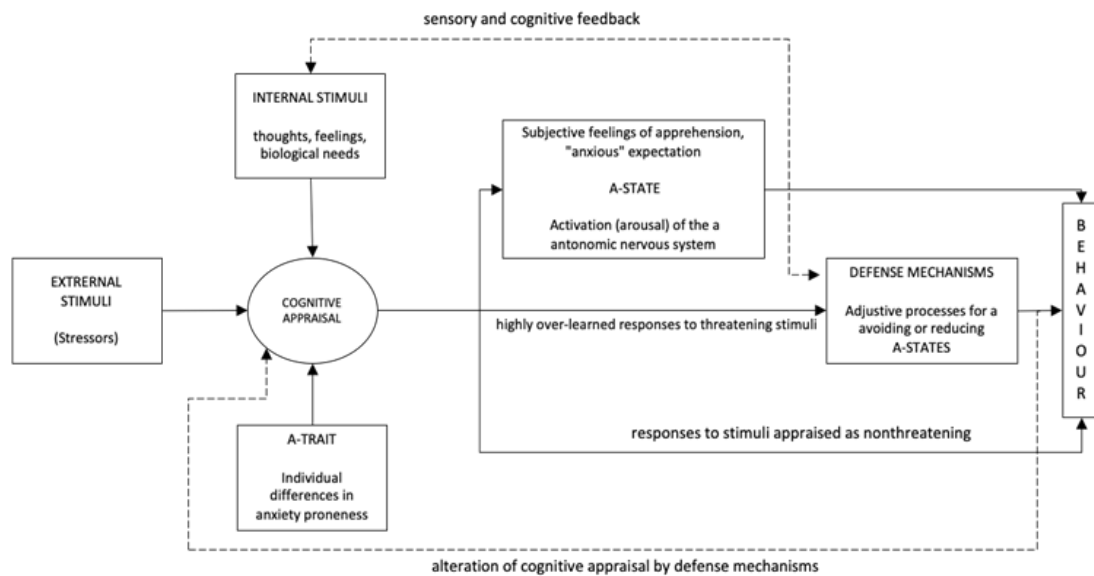 sensory and cognitive feedback
INTERNAL STIMULI
thoughts, feelings,
biological needs
Subjective feelings of apprehension,
"anxious" expectation
A-STATE
Activation (arousal) of the a
antonomic nervous system
EXTRERNAL
STIMULI
(Stressors)
COGNITIVE
APPRAISAL
highly over-learned responses to threatening stimuli
DEFENSE MECHANISMS
Adjustive processes for a
avoiding or reducing
A-STATES
B
E
H
A
V
I
O
U
R
A-TRAIT
Individual
differences in
anxiety proneness
responses to stimuli appraised as nonthreatening
alteration of cognitive appraisal by defense mechanisms